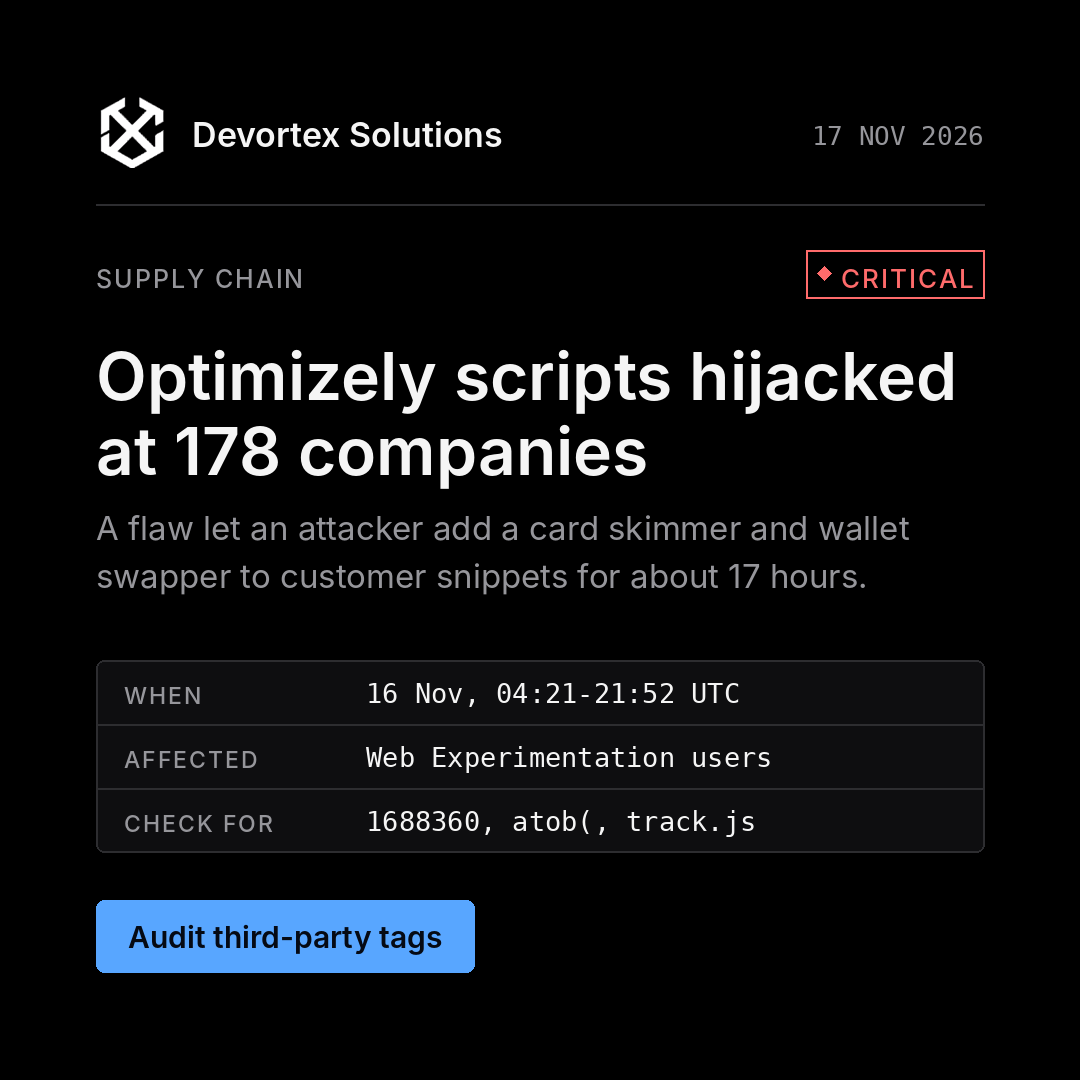 Devortex Solutions
17 NOV 2026
SUPPLY CHAIN
CRITICAL
Optimizely scripts hijacked
at 178 companies
A flaw let an attacker add a card skimmer and wallet
swapper to customer snippets for about 17 hours.
WHEN 16 Nov, 04:21-21:52 UTC
AFFECTED Web Experimentation users
CHECK FOR 1688360, atob(, track.js
Audit third-party tags